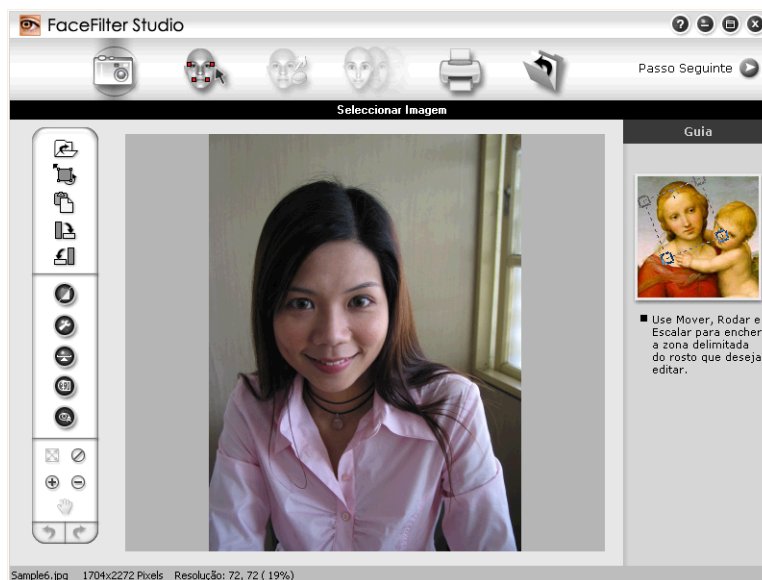 FaceFilter Studio
Passo Seguinte
Seleccionar Imagem
Guia
Use Mover, Rodar e
Escalar para encher
a zona delimitada
do rosto que deseja
editar.
Sample6.jpg 1704x2272 Pixels Resolução: 72, 72 ( 19%)